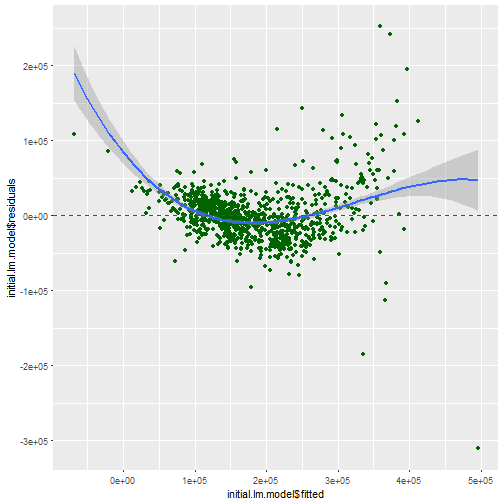 initial.lm.model$residuals
2e+05
1e+05
0e+00
-1e+05
-2e+05
-3e+05
0e+00 1e+05 2e+05 3e+05 4e+05 5e+05
initial.lm.model$fitted